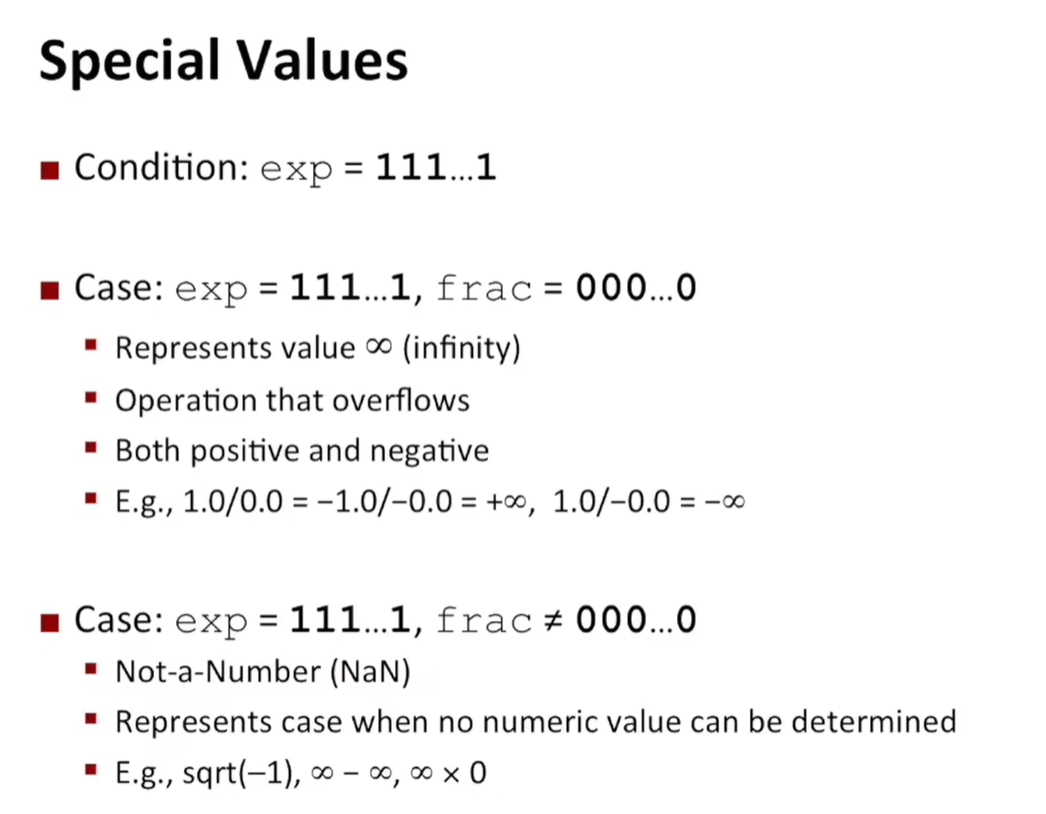 Special Values
■ Condition: exp = 111…1
■ Case: exp = 111…1, frac = 000…0
▪ Represents value ∞ (infinity)
▪ Operation that overflows
▪ Both positive and negative
▪ E.g., 1.0/0.0 = −1.0/−0.0 = +∞, 1.0/−0.0 = −∞
■ Case: exp = 111…1, frac ≠ 000…0
▪ Not-a-Number (NaN)
▪ Represents case when no numeric value can be determined
▪ E.g., sqrt(–1), ∞ − ∞, ∞ × 0